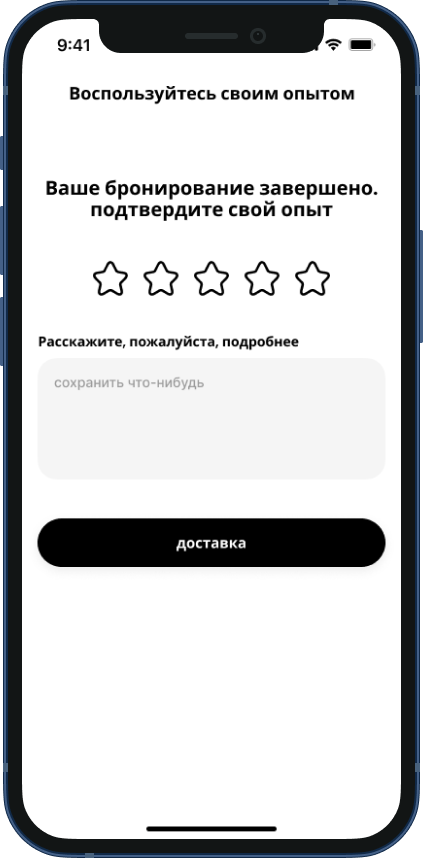 9:41
Воспользуйтесь своим опытом
Ваше бронирование завершено.
подтвердите свой опыт
Расскажите, пожалуйста, подробнее
сохранить что-нибудь
доставка